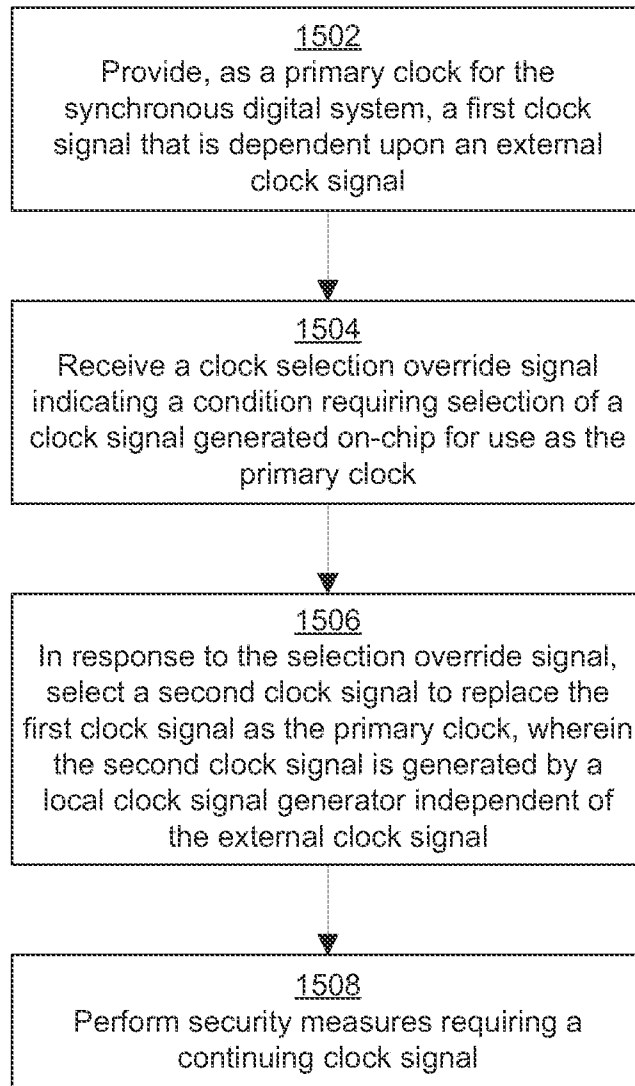 1502
Provide, as a primary clock for the
synchronous digital system, a first clock
signal that is dependent upon an external
clock signal
1504
Receive a clock selection override signal
indicating a condition requiring selection of a
clock signal generated on-chip for use as the
primary clock
1506
In response to the selection override signal,
select a second clock signal to replace the
first clock signal as the primary clock, wherein
the second clock signal is generated by a
local clock signal generator independent of
the external clock signal
1508
Perform security measures requiring a
continuing clock signal